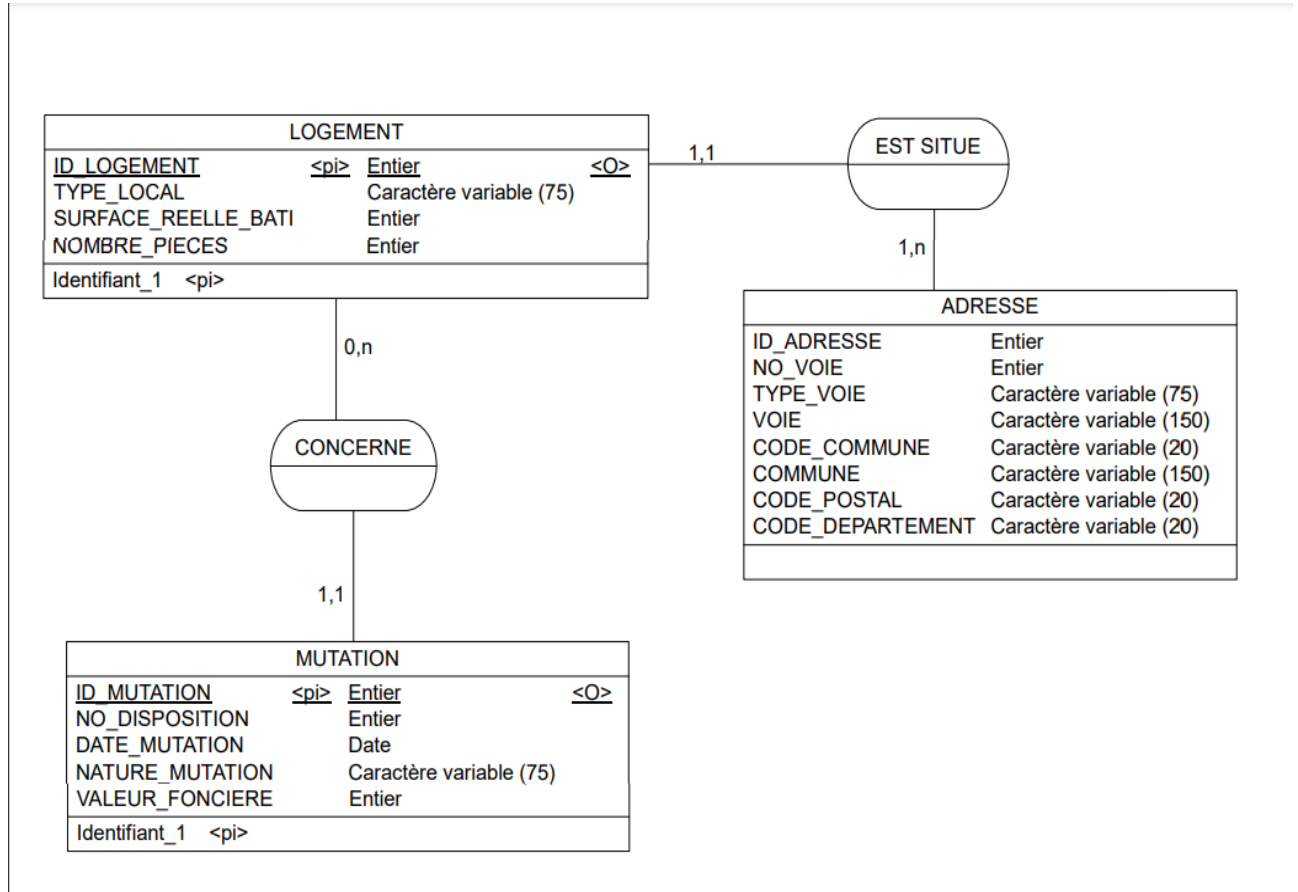 LOGEMENT
ID_LOGEMENT <pi> Entier <O>
TYPE_LOCAL Caractère variable (75)
SURFACE_REELLE_BATI Entier
NOMBRE_PIECES Entier
Identifiant_1 <pi>
1,1
EST SITUE
1,n
ADRESSE
ID_ADRESSE Entier
NO_VOIE Entier
TYPE_VOIE Caractère variable (75)
VOIE Caractère variable (150)
CODE_COMMUNE Caractère variable (20)
COMMUNE Caractère variable (150)
CODE_POSTAL Caractère variable (20)
CODE_DEPARTEMENT Caractère variable (20)
0,n
CONCERNE
1,1
MUTATION
ID_MUTATION <pi> Entier <O>
NO_DISPOSITION Entier
DATE_MUTATION Date
NATURE_MUTATION Caractère variable (75)
VALEUR_FONCIERE Entier
Identifiant_1 <pi>